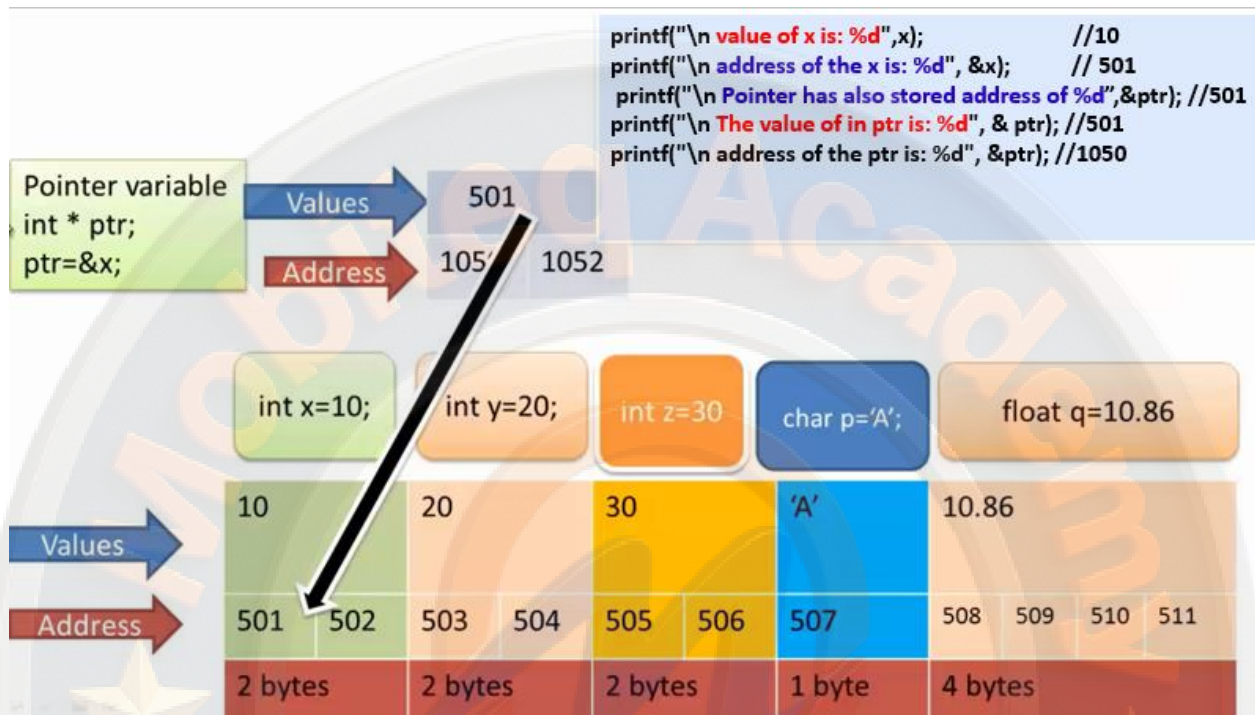 printf("\n value of x is: %d",x); //10
printf("\n address of the x is: %d", &x); // 501
printf("\n Pointer has also stored address of %d",&ptr); //501
printf("\n The value of in ptr is: %d", & ptr); //501
printf("\n address of the ptr is: %d", &ptr); //1050
Pointer variable
int * ptr;
ptr=&x;
Values
501
Address
1052
int x=10;
int y=20;
int z=30
char p=‘A’;
float q=10.86
Values
10 20 30 ‘A’ 10.86
Address
501 502 503 504 505 506 507 508 509 510 511
2 bytes 2 bytes 2 bytes 1 byte 4 bytes
Mobired Academy